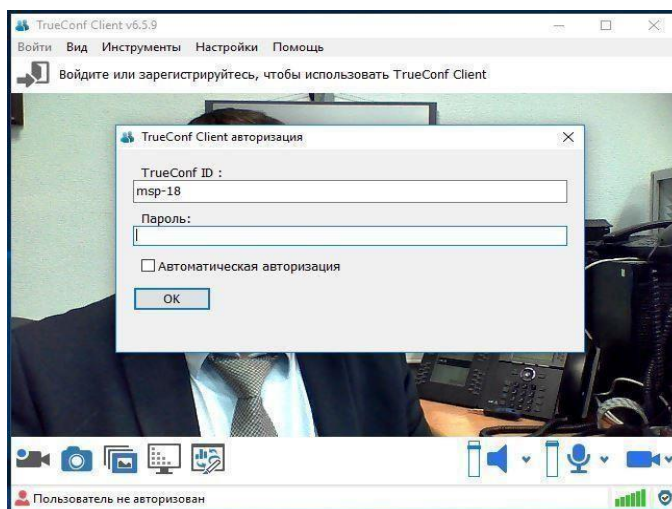 TrueConf Client v6.5.9
Войти Вид Инструменты Настройки Помощь
Войдите или зарегистрируйтесь, чтобы использовать TrueConf Client
TrueConf Client авторизация
TrueConf ID :
msp-18
Пароль:
Автоматическая авторизация
OK
Пользователь не авторизован